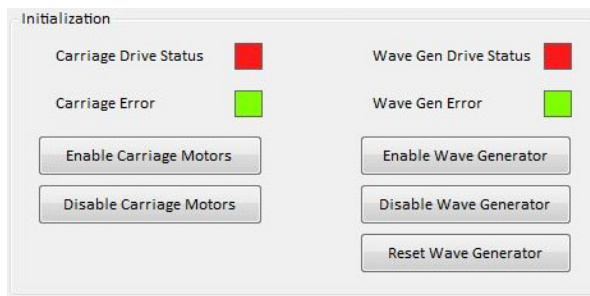 Initialization
Carriage Drive Status
Wave Gen Drive Status
Carriage Error
Wave Gen Error
Enable Carriage Motors
Enable Wave Generator
Disable Carriage Motors
Disable Wave Generator
Reset Wave Generator